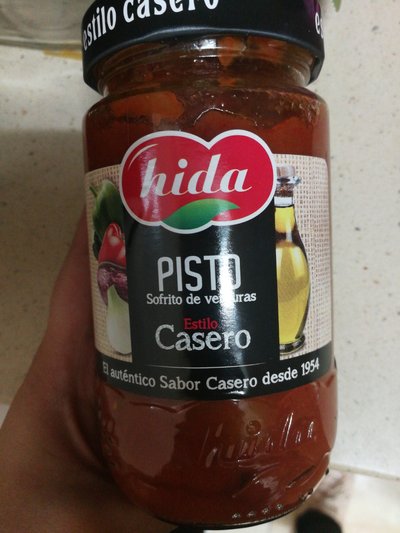 estilo casero
hida
PISTO
Sofrito de verduras
Estilo
Casero
El auténtico Sabor Casero desde 1954
hida